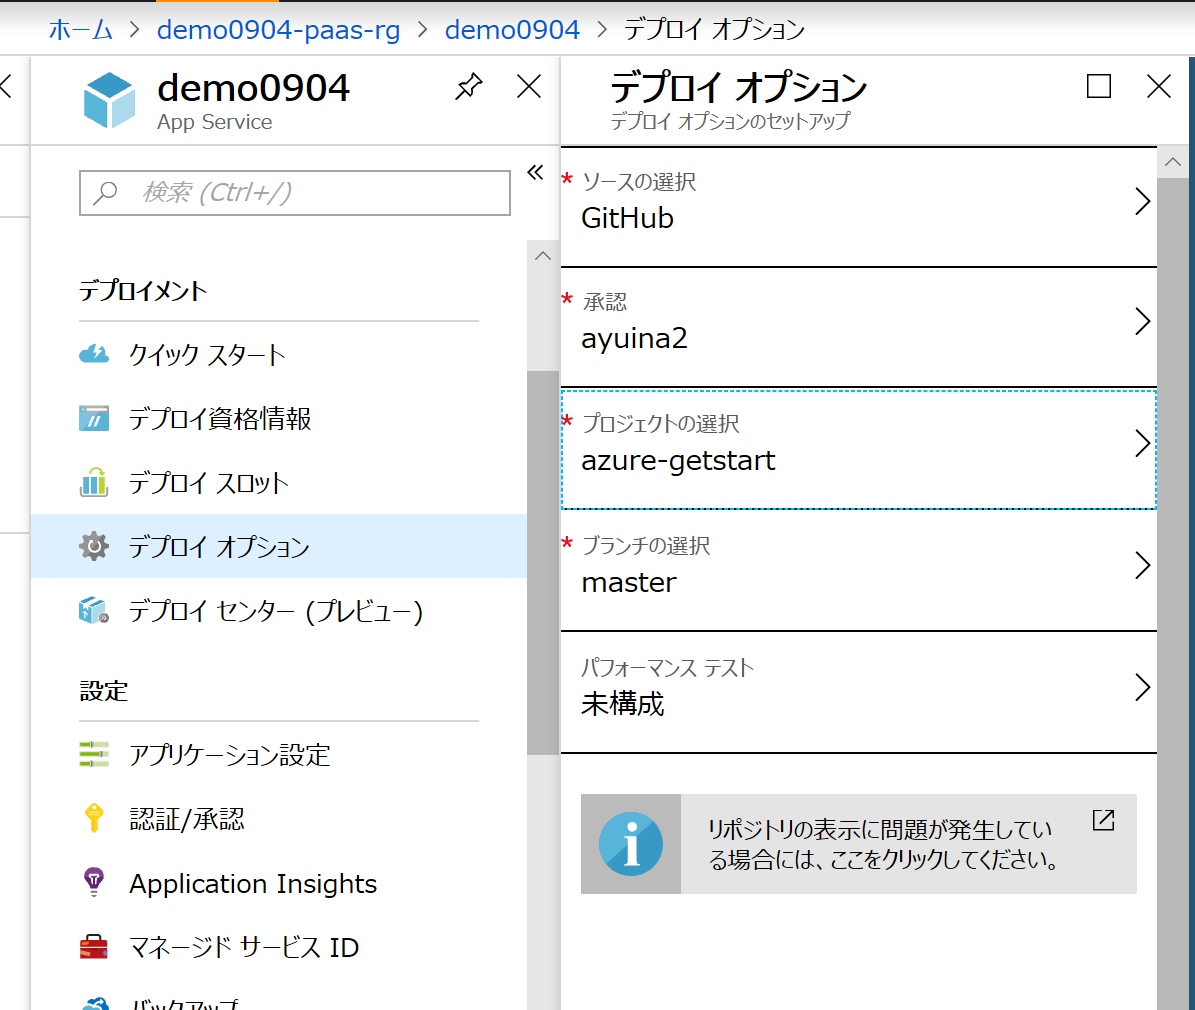 ホーム > demo0904-paas-rg > demo0904 > デプロイ オプション
demo0904
App Service
検索 (Ctrl+/)
デプロイメント
クイック スタート
デプロイ資格情報
デプロイ スロット
デプロイ オプション
デプロイ センター (プレビュー)
設定
アプリケーション設定
認証/承認
Application Insights
マネージド サービス ID
バックアップ
デプロイ オプション
デプロイ オプションのセットアップ
* ソースの選択
GitHub
* 承認
ayuina2
* プロジェクトの選択
azure-getstart
* ブランチの選択
master
パフォーマンス テスト
未構成
リポジトリの表示に問題が発生してい
る場合には、ここをクリックしてください。